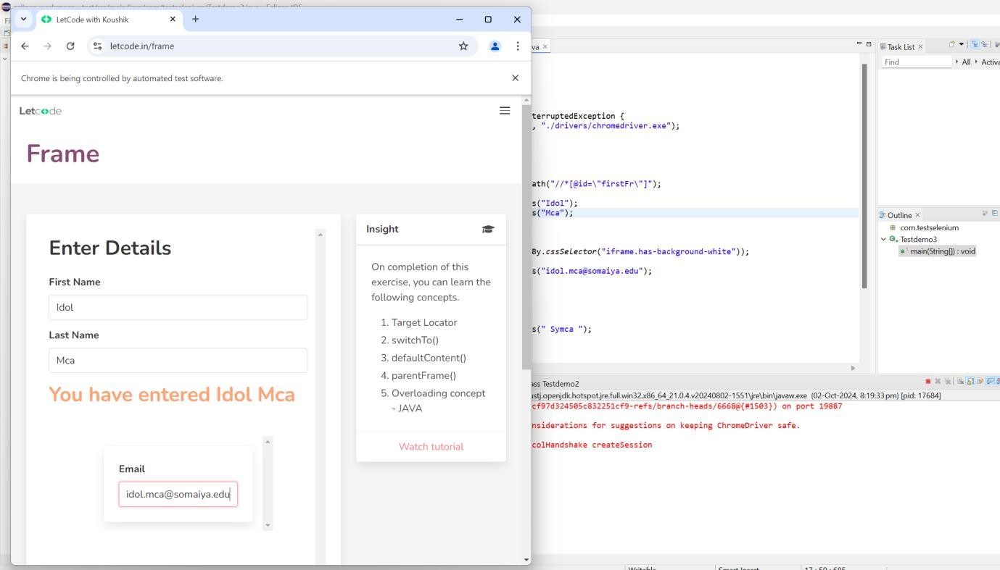 LetCode with Koushik
letcode.in/frame
Chrome is being controlled by automated test software.
Letcode
Frame
Enter Details
First Name
Idol
Last Name
Mca
You have entered Idol Mca
Email
idol.mca@somaiya.edu
Insight
On completion of this
exercise, you can learn the
following concepts.
1. Target Locator
2. switchTo()
3. defaultContent()
4. parentFrame()
5. Overloading concept
- JAVA
Watch tutorial
va
terruptedException {
, "./drivers/chromedriver.exe");
ath("//*[@id=\"firstFr\"]");
s("Idol");
s("Mca");
By.cssSelector("iframe.has-background-white"));
s("idol.mca@somaiya.edu");
s(" Symca ");
Task List
Find
All
Activa
Outline
com.testselenium
Testdemo3
main(String[]) : void
ass Testdemo2
ustj.openjdk.hotspot.jre.full.win32.x86_64_21.0.4.v20240802-1551\jre\bin\javaw.exe (02-Oct-2024, 8:19:33 pm) [pid: 17684]
cf97d324505c832251cf9-refs/branch-heads/6668@{#1503}) on port 19887
nsiderations for suggestions on keeping ChromeDriver safe.
colHandshake createSession
Writable
Smart Insert
17 : 50 : 685